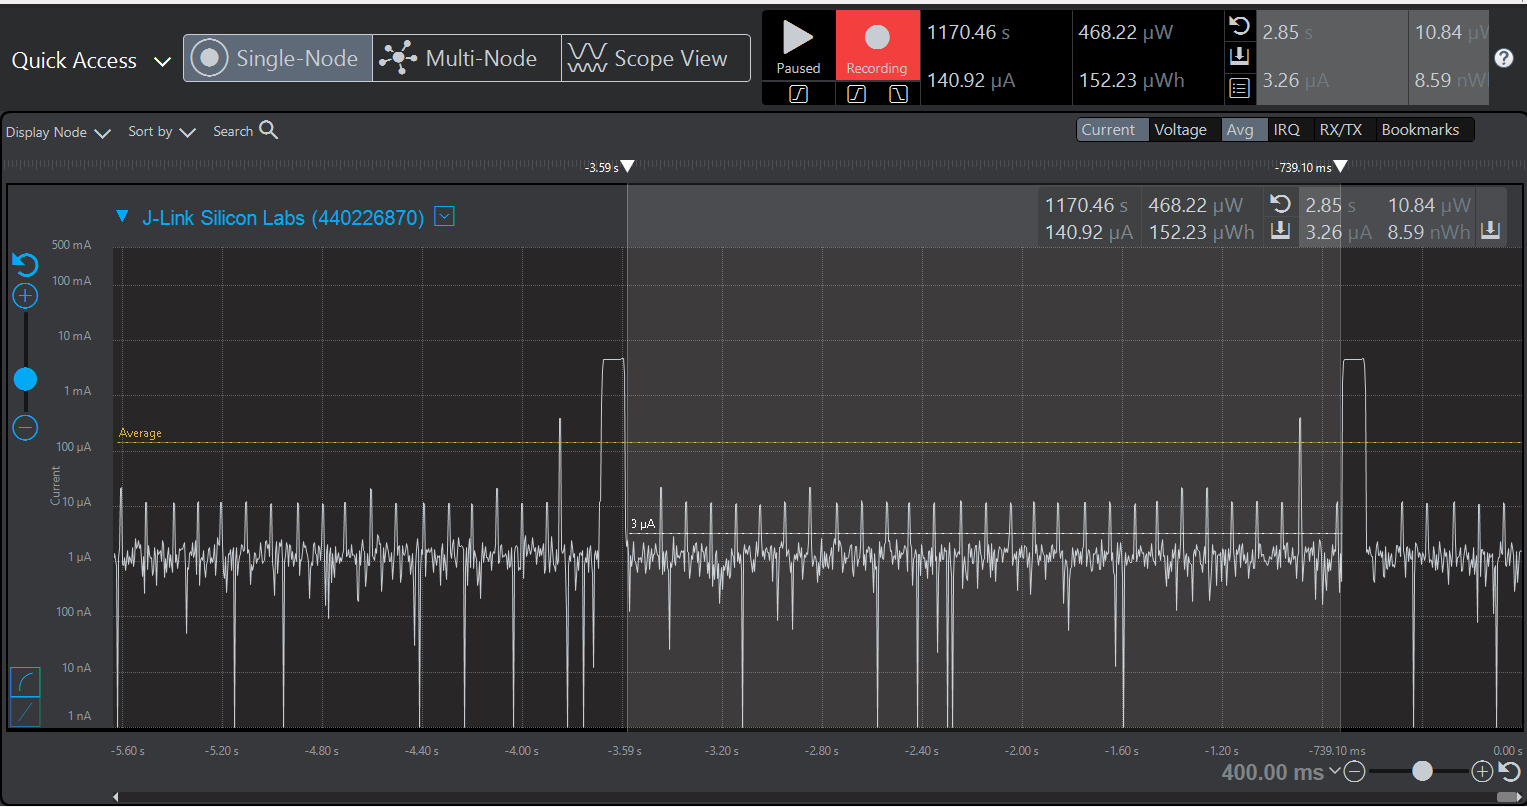 Quick Access
Single-Node
Multi-Node
Scope View
Paused
Recording
1170.46 s
468.22 µW
140.92 µA
152.23 µWh
2.85 s
10.84 µW
3.26 µA
8.59 nW
?
Display Node
Sort by
Search
Current
Voltage
Avg
IRQ
RX/TX
Bookmarks
-3.59 s
-739.10 ms
J-Link Silicon Labs (440226870)
1170.46 s 468.22 µW
2.85 s 10.84 µW
140.92 µA 152.23 µWh
3.26 µA 8.59 nWh
500 mA
100 mA
10 mA
1 mA
Average
100 µA
Current
10 µA
3 µA
1 µA
100 nA
10 nA
1 nA
-5.60 s
-5.20 s
-4.80 s
-4.40 s
-4.00 s
-3.59 s
-3.20 s
-2.80 s
-2.40 s
-2.00 s
-1.60 s
-1.20 s
-739.10 ms
0.00 s
400.00 ms